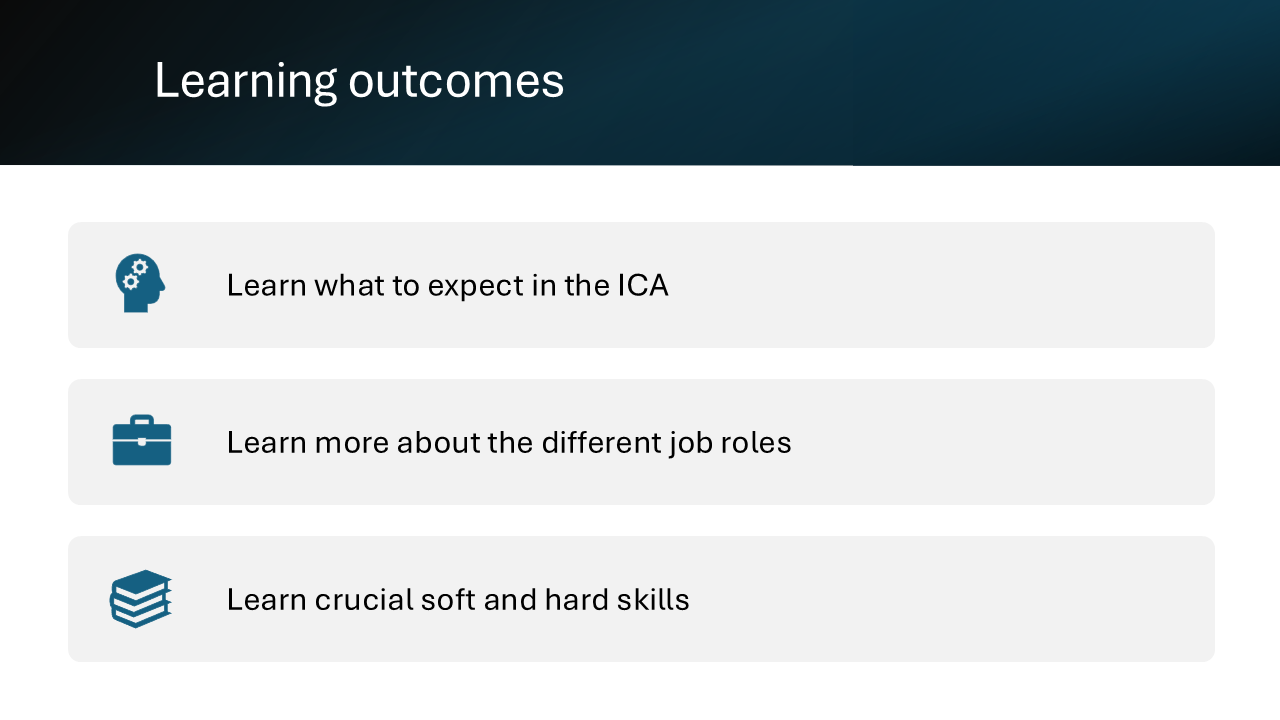 Learning outcomes
Learn what to expect in the ICA
Learn more about the different job roles
Learn crucial soft and hard skills